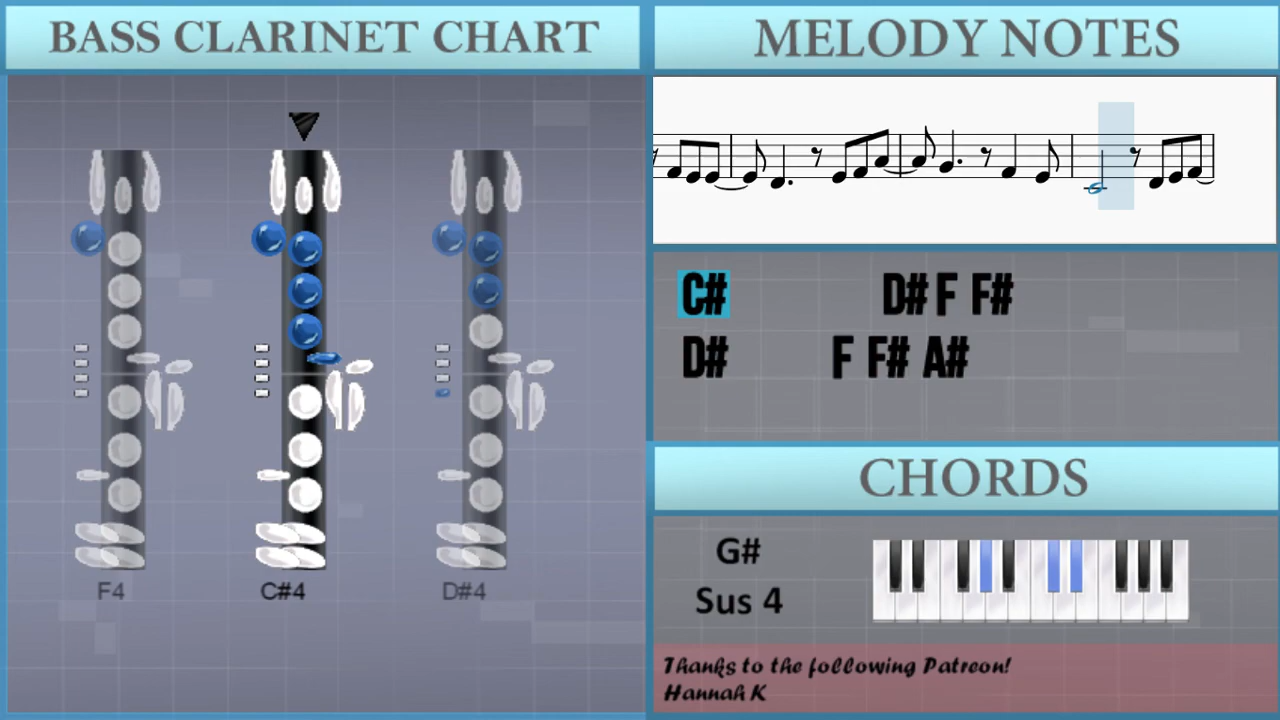 BASS CLARINET CHART
F4 C#4 D#4
MELODY NOTES
C# D# F F#
D# F F# A#
CHORDS
G#
Sus 4
Thanks to the following Patreon!
Hannah K